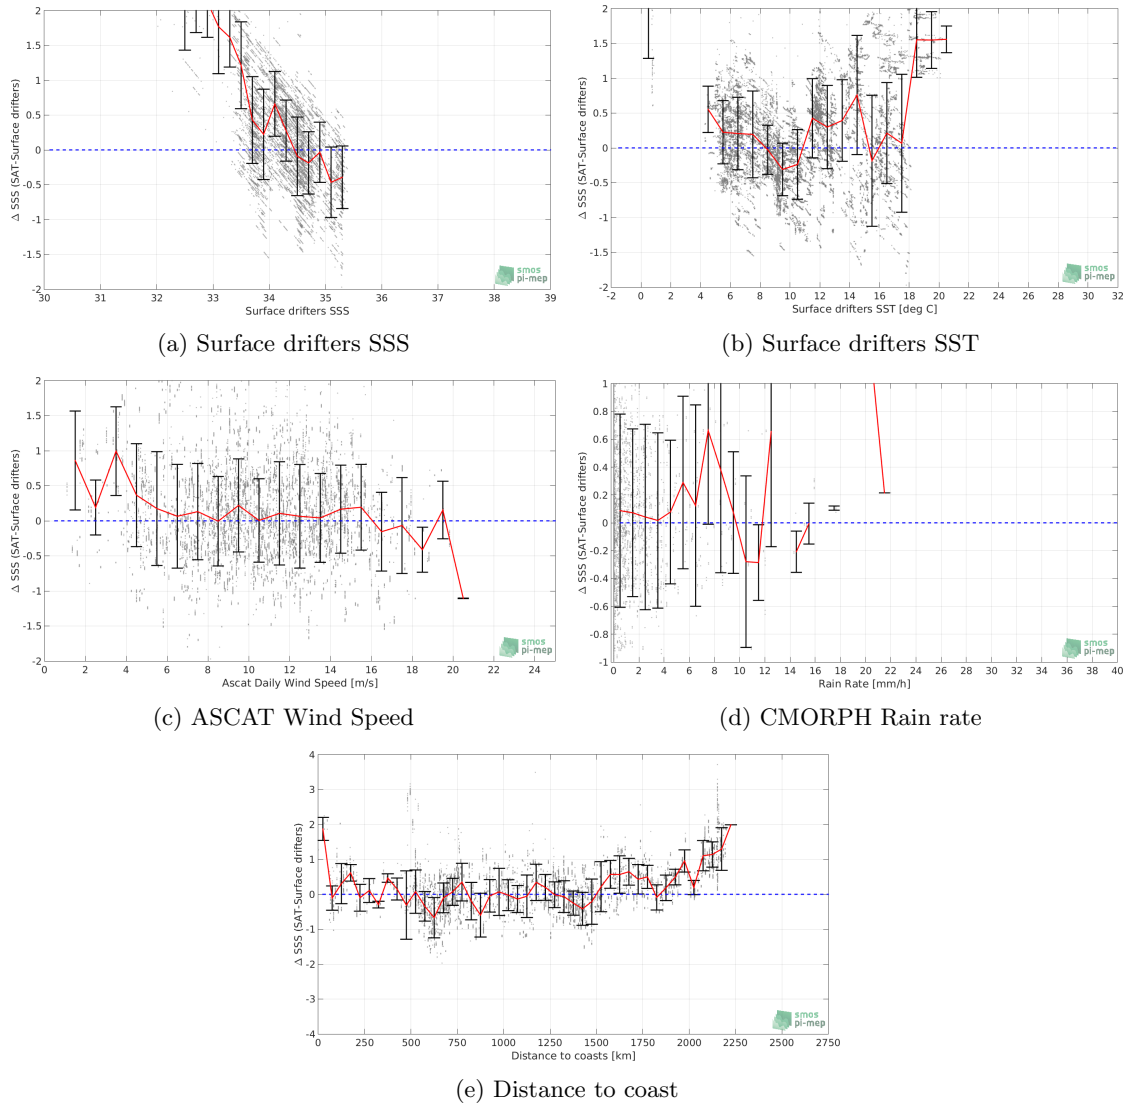 2
1.5
1
0.5
0
-0.5
-1
-1.5
-2
Δ SSS (SAT-Surface drifters)
30 31 32 33 34 35 36 37 38 39
Surface drifters SSS
smos
pi-mep
(a) Surface drifters SSS
2
1.5
1
0.5
0
-0.5
-1
-1.5
-2
Δ SSS (SAT-Surface drifters)
-2 0 2 4 6 8 10 12 14 16 18 20 22 24 26 28 30 32
Surface drifters SST [deg C]
smos
pi-mep
(b) Surface drifters SST
2
1.5
1
0.5
0
-0.5
-1
-1.5
-2
Δ SSS (SAT-Surface drifters)
2 4 6 8 10 12 14 16 18 20 22 24
Ascat Daily Wind Speed [m/s]
smos
pi-mep
(c) ASCAT Wind Speed
1
0.8
0.6
0.4
0.2
0
-0.2
-0.4
-0.6
-0.8
-1
Δ SSS (SAT-Surface drifters)
0 2 4 6 8 10 12 14 16 18 20 22 24 26 28 30 32 34 36 38 40
Rain Rate [mm/h]
smos
pi-mep
(d) CMORPH Rain rate
4
3
2
1
0
-1
-2
-3
-4
Δ SSS (SAT-Surface drifters)
0 250 500 750 1000 1250 1500 1750 2000 2250 2500 2750
Distance to coasts [km]
smos
pi-mep
(e) Distance to coast